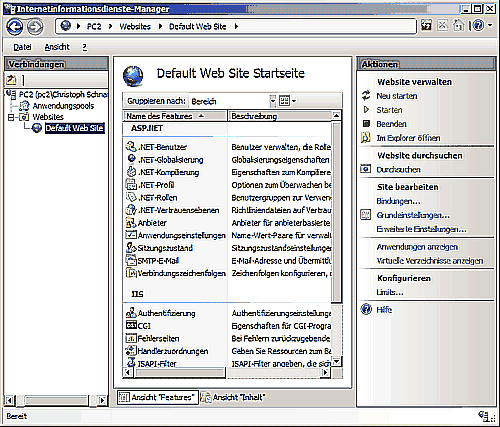 Internetinformationsdienste-Manager
PC2 Websites Default Web Site
Datei Ansicht ?
Verbindungen
PC2 (pc2\Christoph Schna
Anwendungspools
Websites
Default Web Site
Default Web Site Startseite
Gruppieren nach: Bereich
Name des Features Beschreibung
ASP.NET
.NET-Benutzer Benutzer verwalten, die Rolle
.NET-Globalisierung Globalisierungseigenschaften
.NET-Kompilierung Eigenschaften zum Kompiliere
.NET-Profil Optionen zum Überwachen be
.NET-Rollen Benutzergruppen zur Verwen
.NET-Vertrauensebenen Richtliniendateien auf Vertrau
Anbieter Anbieter für anbieterbasierte
Anwendungseinstellungen Name-Wert-Paare für verwal
Sitzungszustand Sitzungszustandseinstellungen
SMTP-E-Mail E-Mail-Adresse und Übermittlu
Verbindungszeichenfolgen Zeichenfolgen konfigurieren, d
IIS
Authentifizierung Authentifizierungseinstellunge
CGI Eigenschaften für CGI-Progra
Fehlerseiten Bei Fehlern zurückzugebende
Handlerzuordnungen Geben Sie Ressourcen zum Be
ISAPI-Filter ISAPI-Filter angeben, die sich
Ansicht "Features" Ansicht "Inhalt"
Aktionen
Website verwalten
Neu starten
Starten
Beenden
Im Explorer öffnen
Website durchsuchen
Durchsuchen
Site bearbeiten
Bindungen...
Grundeinstellungen...
Erweiterte Einstellungen...
Anwendungen anzeigen
Virtuelle Verzeichnisse anzeigen
Konfigurieren
Limits...
Hilfe
Bereit